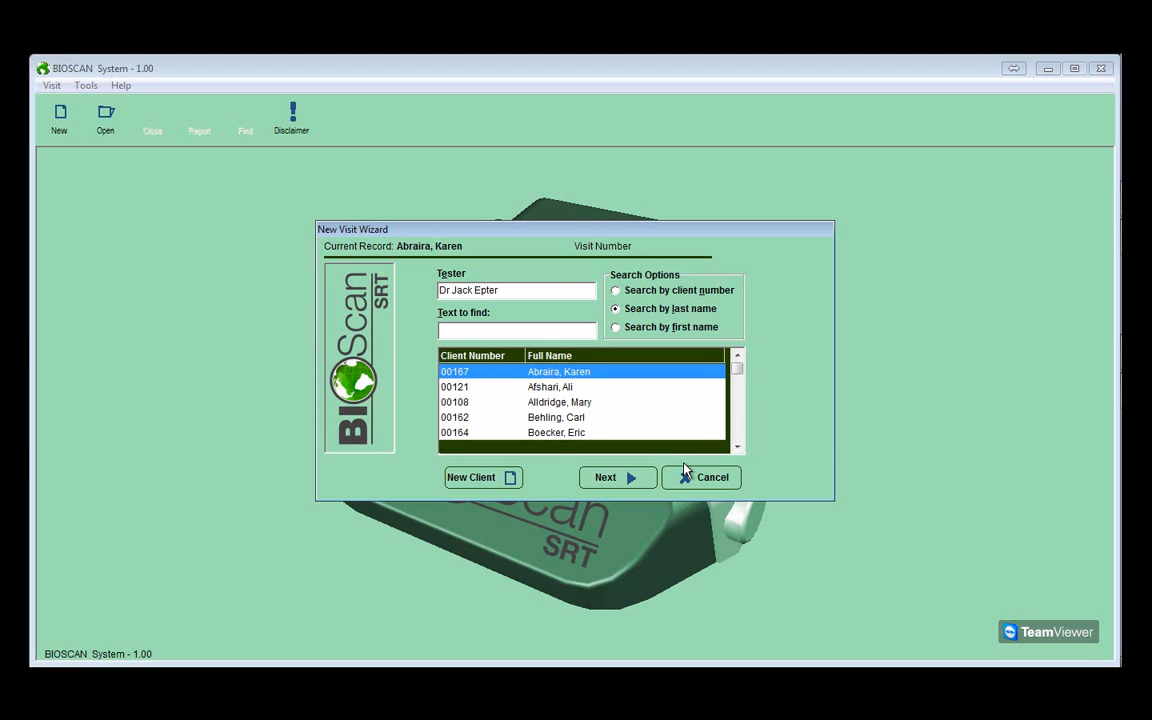 BIOSCAN System - 1.00
Visit Tools Help
New Open Close Report Find Disclaimer
New Visit Wizard
Current Record: Abraira, Karen Visit Number
Tester
Dr Jack Epter
Text to find:
Search Options
Search by client number
Search by last name
Search by first name
BIOScan SRT
Client Number Full Name
00167 Abraira, Karen
00121 Afshari, Ali
00108 Alldridge, Mary
00162 Behling, Carl
00164 Boecker, Eric
New Client Next Cancel
BIOScan
SRT
TeamViewer
BIOSCAN System - 1.00